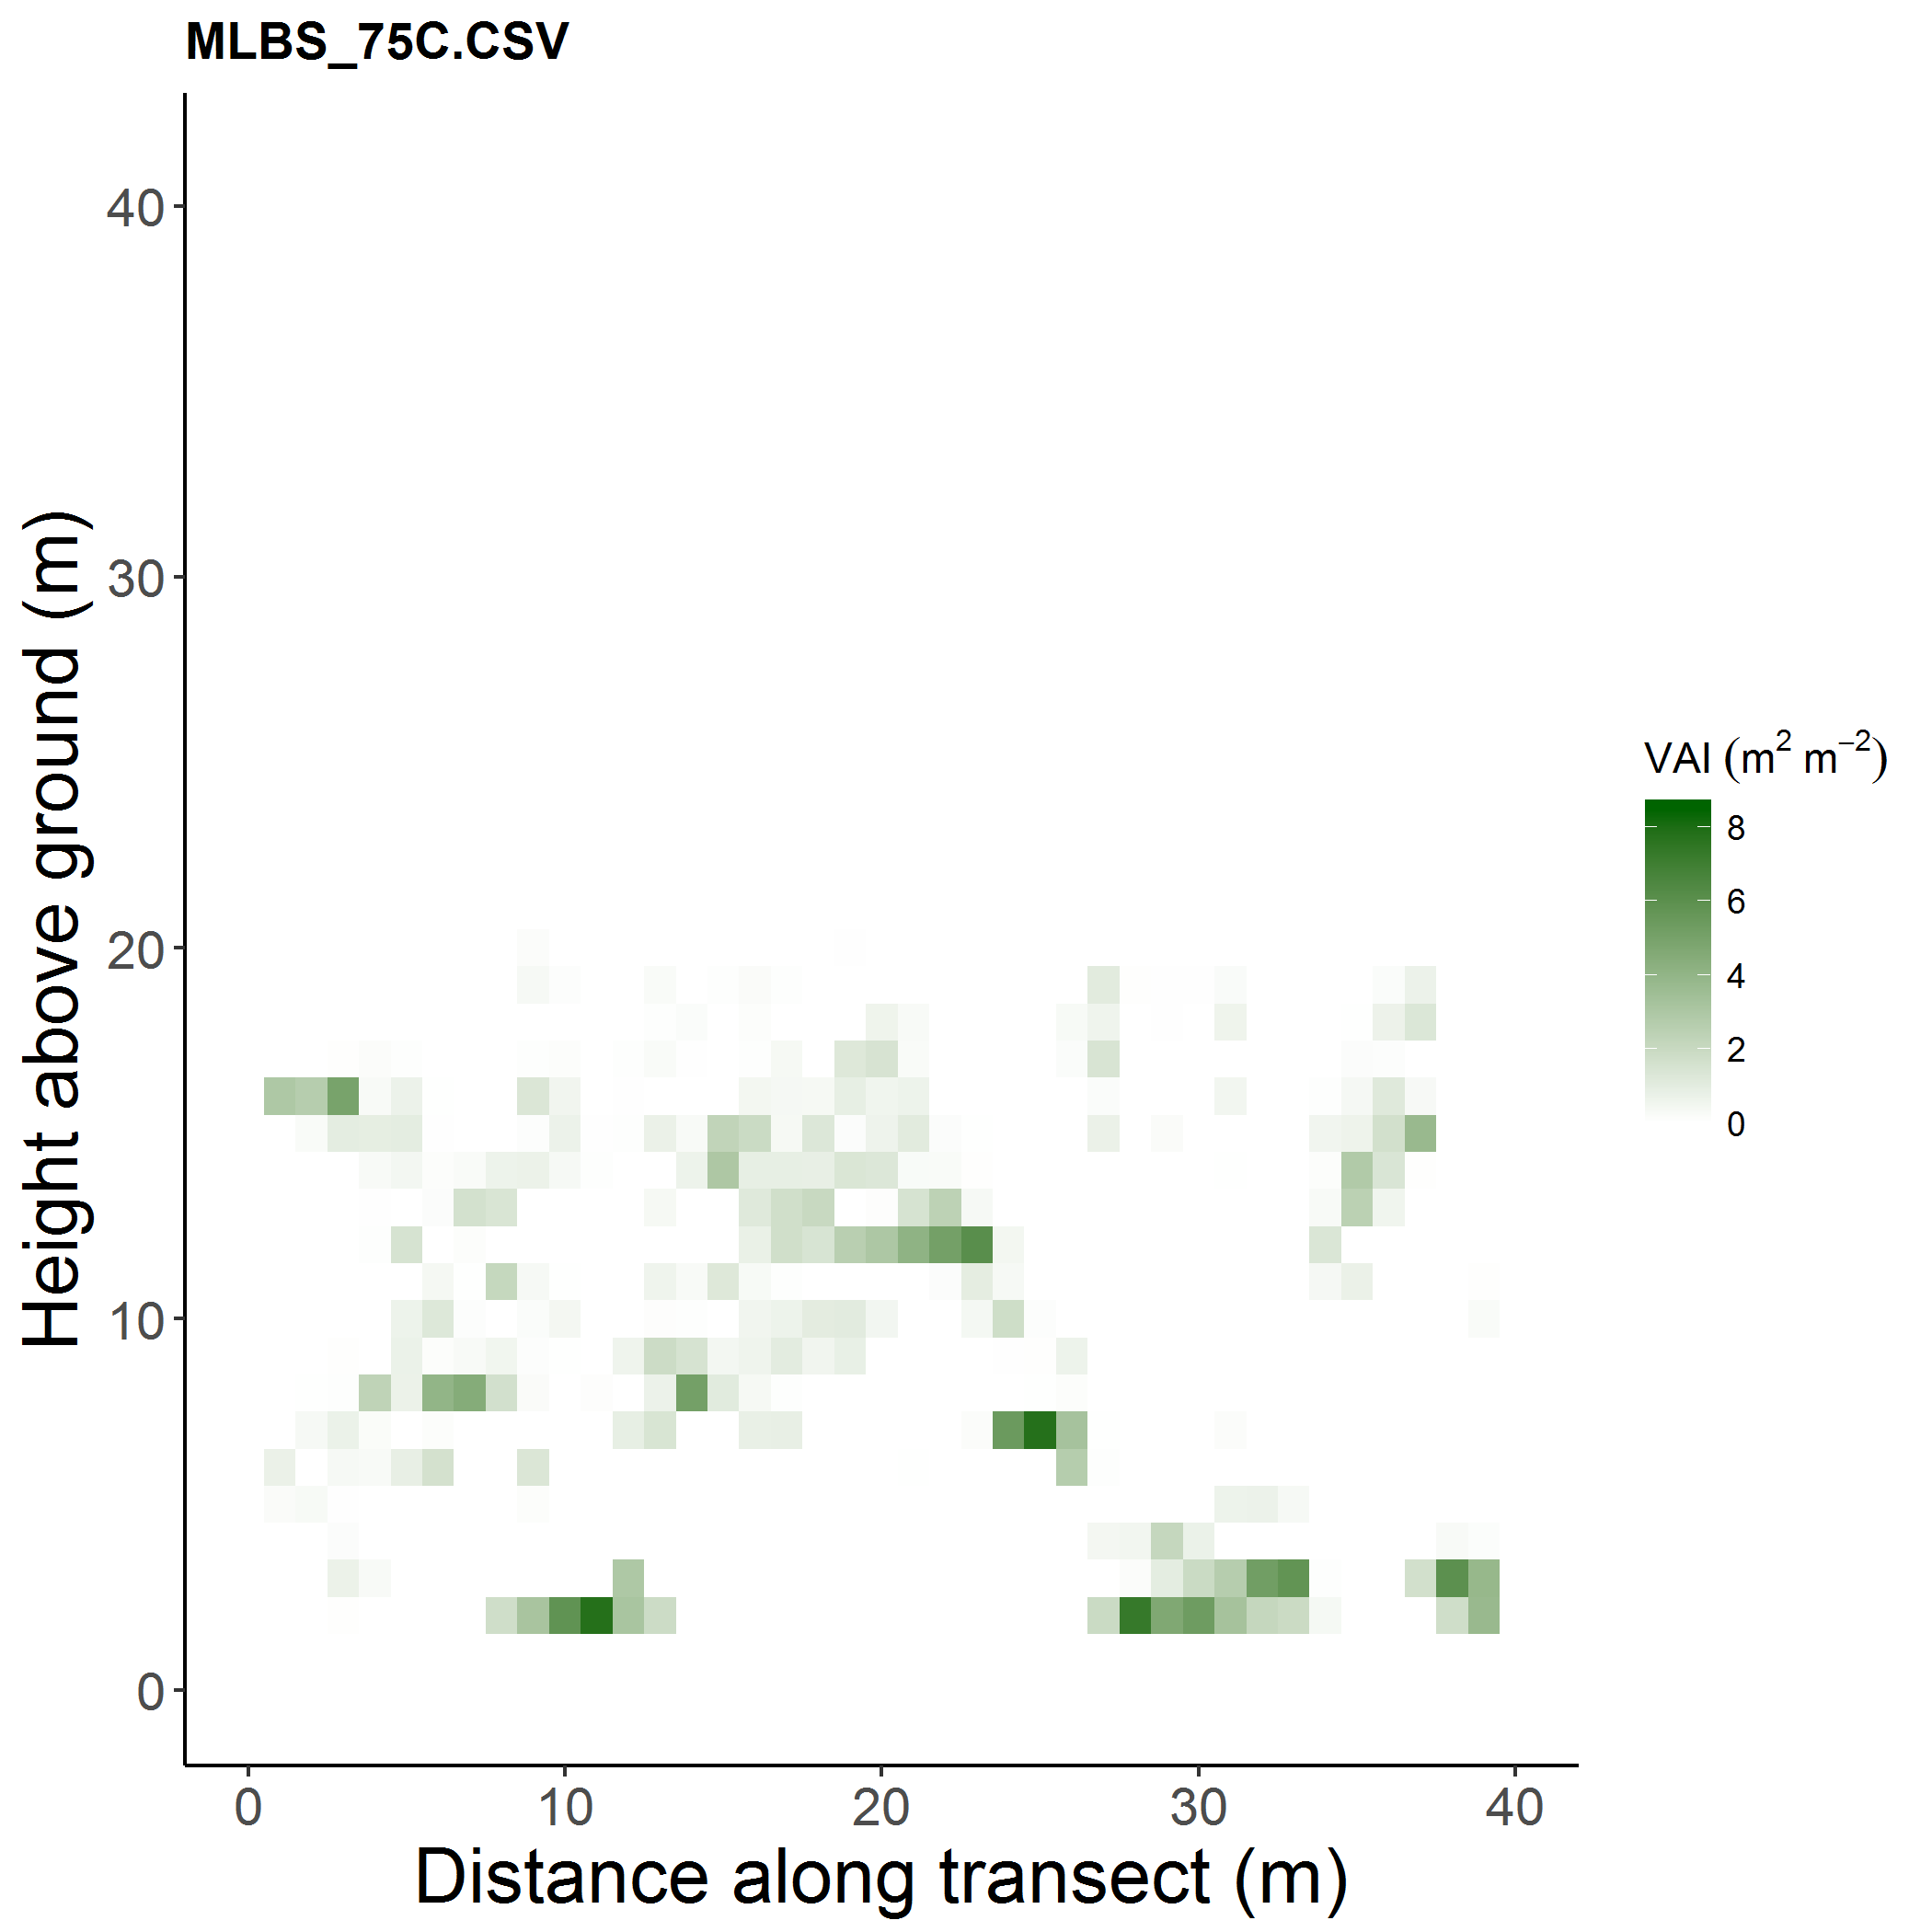 MLBS_75C.CSV
Height above ground (m)
40
30
20
10
0
0 10 20 30 40
Distance along transect (m)
VAI (m² m⁻²)
8
6
4
2
0